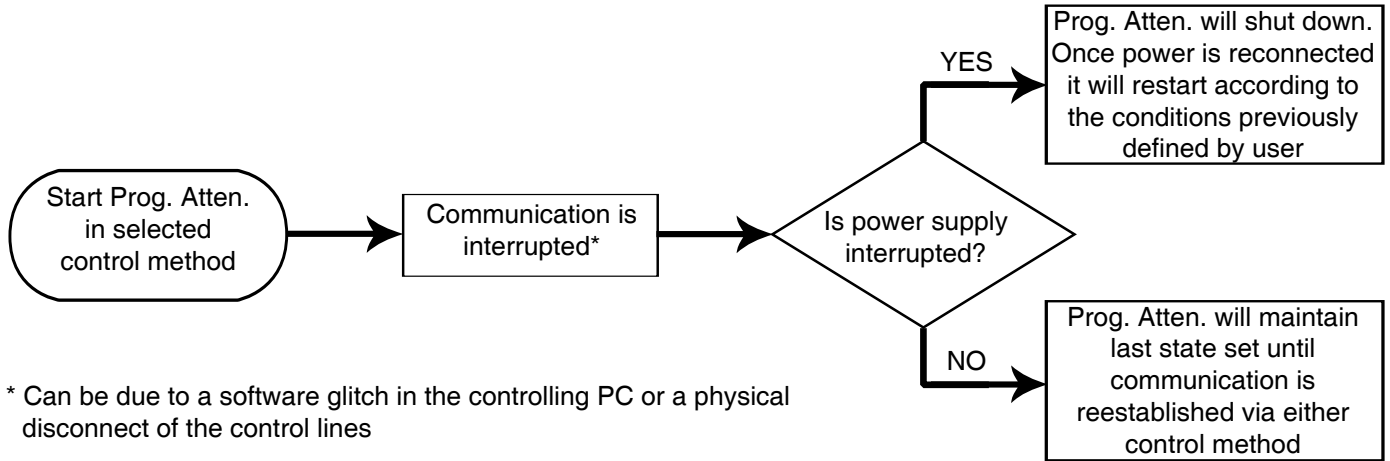 Start Prog. Atten.
in selected
control method
Communication is
interrupted*
Is power supply
interrupted?
YES
Prog. Atten. will shut down.
Once power is reconnected
it will restart according to
the conditions previously
defined by user
NO
Prog. Atten. will maintain
last state set until
communication is
reestablished via either
control method
* Can be due to a software glitch in the controlling PC or a physical
disconnect of the control lines